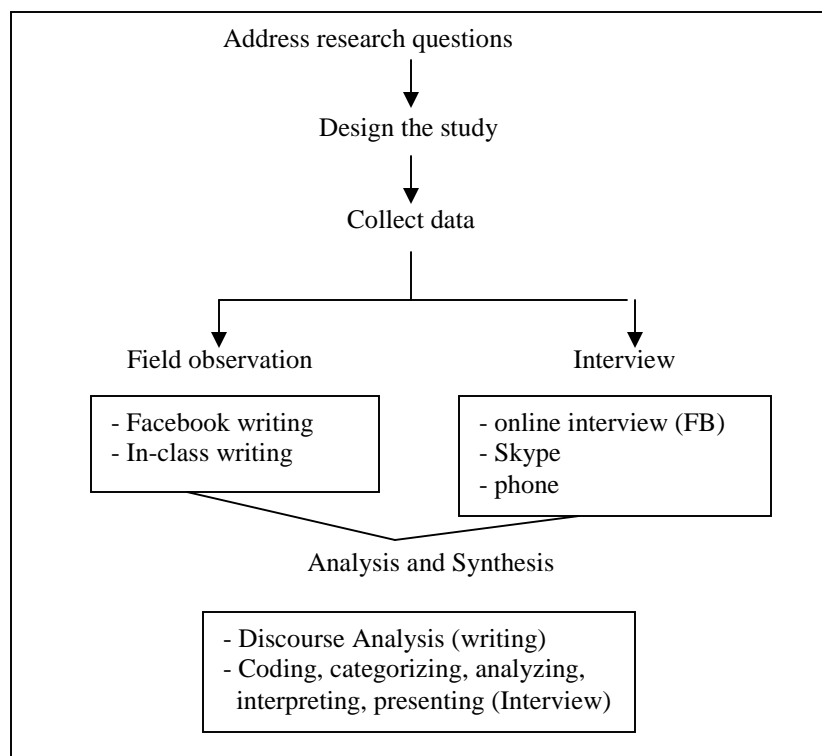 Address research questions
Design the study
Collect data
Field observation
- Facebook writing
- In-class writing
Interview
- online interview (FB)
- Skype
- phone
Analysis and Synthesis
- Discourse Analysis (writing)
- Coding, categorizing, analyzing,
interpreting, presenting (Interview)